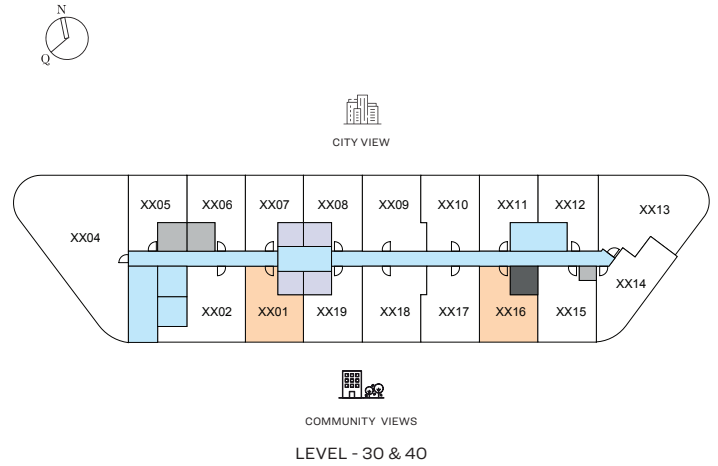 N
Q
CITY VIEW
XX05 XX06 XX07 XX08 XX09 XX10 XX11 XX12
XX13
XX04
XX14
XX02 XX01 XX19 XX18 XX17 XX16 XX15
COMMUNITY VIEWS
LEVEL - 30 & 40